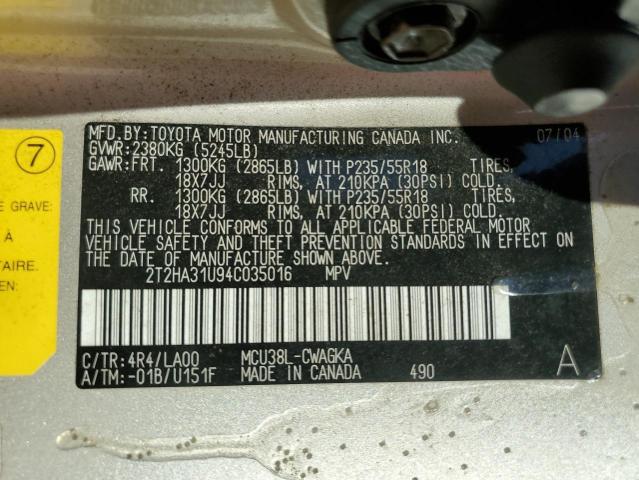 MFD.BY:TOYOTA MOTOR MANUFACTURING CANADA INC. 07/04
GVWR:2380KG (5245LB)
GAWR:FRT. 1300KG (2865LB) WITH P235/55R18 TIRES,
18X7JJ RIMS, AT 210KPA (30PSI) COLD.
RR. 1300KG (2865LB) WITH P235/55R18 TIRES,
18X7JJ RIMS, AT 210KPA (30PSI) COLD.
THIS VEHICLE CONFORMS TO ALL APPLICABLE FEDERAL MOTOR
VEHICLE SAFETY AND THEFT PREVENTION STANDARDS IN EFFECT ON
THE DATE OF MANUFACTURE SHOWN ABOVE.
2T2HA31U94C035016 MPV
C/TR:4R4/LA00 MCU38L-CWAGKA
A/TM:-01B/U151F MADE IN CANADA 490 A
7
E GRAVE:
À
TAIRE.
EN: